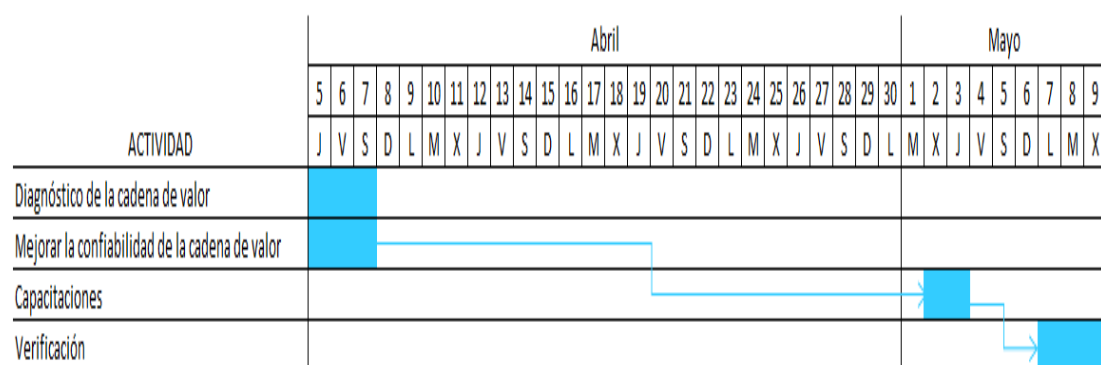 Abril Mayo
5 6 7 8 9 10 11 12 13 14 15 16 17 18 19 20 21 22 23 24 25 26 27 28 29 30 1 2 3 4 5 6 7 8 9
ACTIVIDAD J V S D L M X J V S D L M X J V S D L M X J V S D L M X J V S D L M X
Diagnóstico de la cadena de valor
Mejorar la confiabilidad de la cadena de valor
Capacitaciones
Verificación